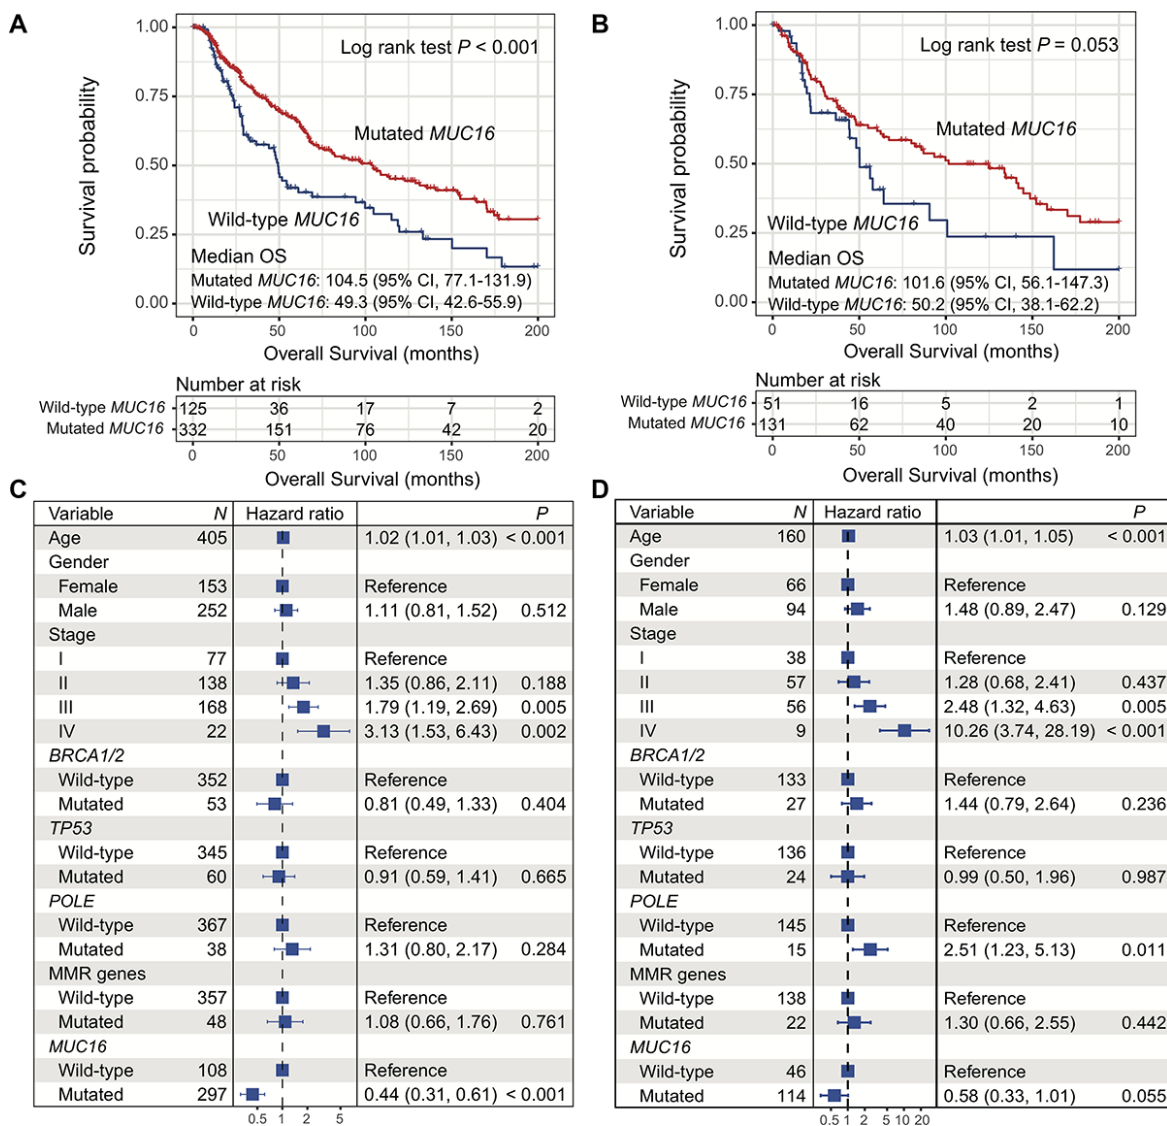 A
1.00
0.75
0.50
0.25
0.00
Survival probability
Log rank test P < 0.001
Mutated MUC16
Wild-type MUC16
Median OS
Mutated MUC16: 104.5 (95% CI, 77.1-131.9)
Wild-type MUC16: 49.3 (95% CI, 42.6-55.9)
0 50 100 150 200
Overall Survival (months)
Number at risk
Wild-type MUC16 125 36 17 7 2
Mutated MUC16 332 151 76 42 20
0 50 100 150 200
Overall Survival (months)
B
1.00
0.75
0.50
0.25
0.00
Survival probability
Log rank test P = 0.053
Mutated MUC16
Wild-type MUC16
Median OS
Mutated MUC16: 101.6 (95% CI, 56.1-147.3)
Wild-type MUC16: 50.2 (95% CI, 38.1-62.2)
0 50 100 150 200
Overall Survival (months)
Number at risk
Wild-type MUC16 51 16 5 2 1
Mutated MUC16 131 62 40 20 10
0 50 100 150 200
Overall Survival (months)
C
Variable N Hazard ratio P
Age 405 1.02 (1.01, 1.03) < 0.001
Gender
Female 153 Reference
Male 252 1.11 (0.81, 1.52) 0.512
Stage
I 77 Reference
II 138 1.35 (0.86, 2.11) 0.188
III 168 1.79 (1.19, 2.69) 0.005
IV 22 3.13 (1.53, 6.43) 0.002
BRCA1/2
Wild-type 352 Reference
Mutated 53 0.81 (0.49, 1.33) 0.404
TP53
Wild-type 345 Reference
Mutated 60 0.91 (0.59, 1.41) 0.665
POLE
Wild-type 367 Reference
Mutated 38 1.31 (0.80, 2.17) 0.284
MMR genes
Wild-type 357 Reference
Mutated 48 1.08 (0.66, 1.76) 0.761
MUC16
Wild-type 108 Reference
Mutated 297 0.44 (0.31, 0.61) < 0.001
0.5 1 2 5
D
Variable N Hazard ratio P
Age 160 1.03 (1.01, 1.05) < 0.001
Gender
Female 66 Reference
Male 94 1.48 (0.89, 2.47) 0.129
Stage
I 38 Reference
II 57 1.28 (0.68, 2.41) 0.437
III 56 2.48 (1.32, 4.63) 0.005
IV 9 10.26 (3.74, 28.19) < 0.001
BRCA1/2
Wild-type 133 Reference
Mutated 27 1.44 (0.79, 2.64) 0.236
TP53
Wild-type 136 Reference
Mutated 24 0.99 (0.50, 1.96) 0.987
POLE
Wild-type 145 Reference
Mutated 15 2.51 (1.23, 5.13) 0.011
MMR genes
Wild-type 138 Reference
Mutated 22 1.30 (0.66, 2.55) 0.442
MUC16
Wild-type 46 Reference
Mutated 114 0.58 (0.33, 1.01) 0.055
0.5 1 2 5 10 20